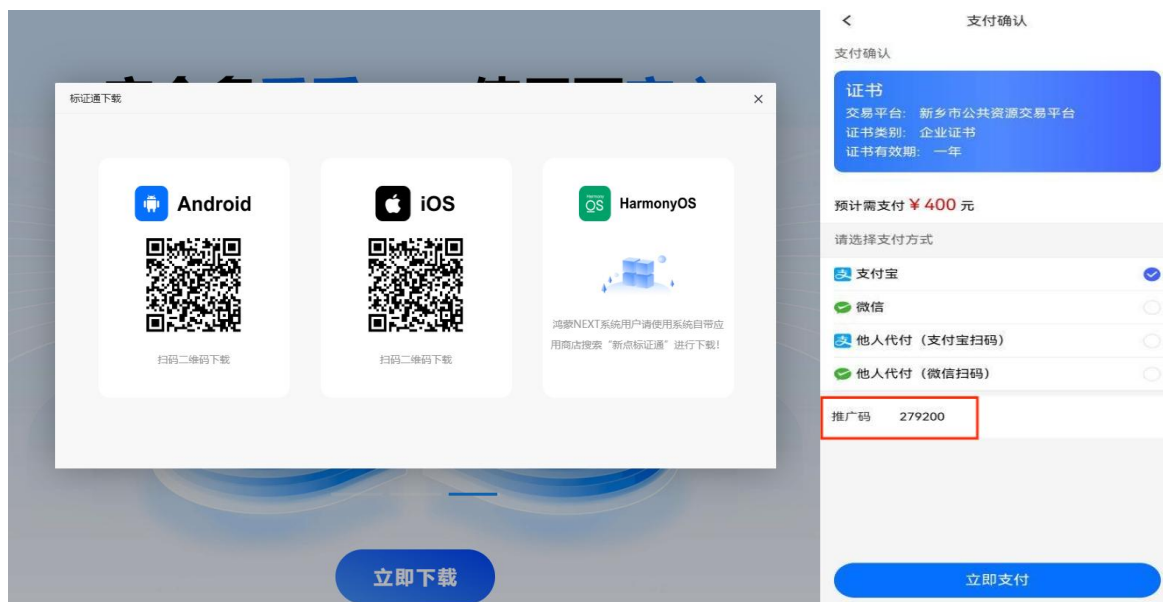 标证通下载
Android
扫码二维码下载
iOS
扫码二维码下载
HarmonyOS
鸿蒙NEXT系统用户请使用系统自带应
用商店搜索“新点标证通”进行下载!
立即下载
支付确认
支付确认
证书
交易平台: 新乡市公共资源交易平台
证书类别: 企业证书
证书有效期: 一年
预计需支付 ¥ 400 元
请选择支付方式
支付宝
微信
他人代付（支付宝扫码）
他人代付（微信扫码）
推广码 279200
立即支付